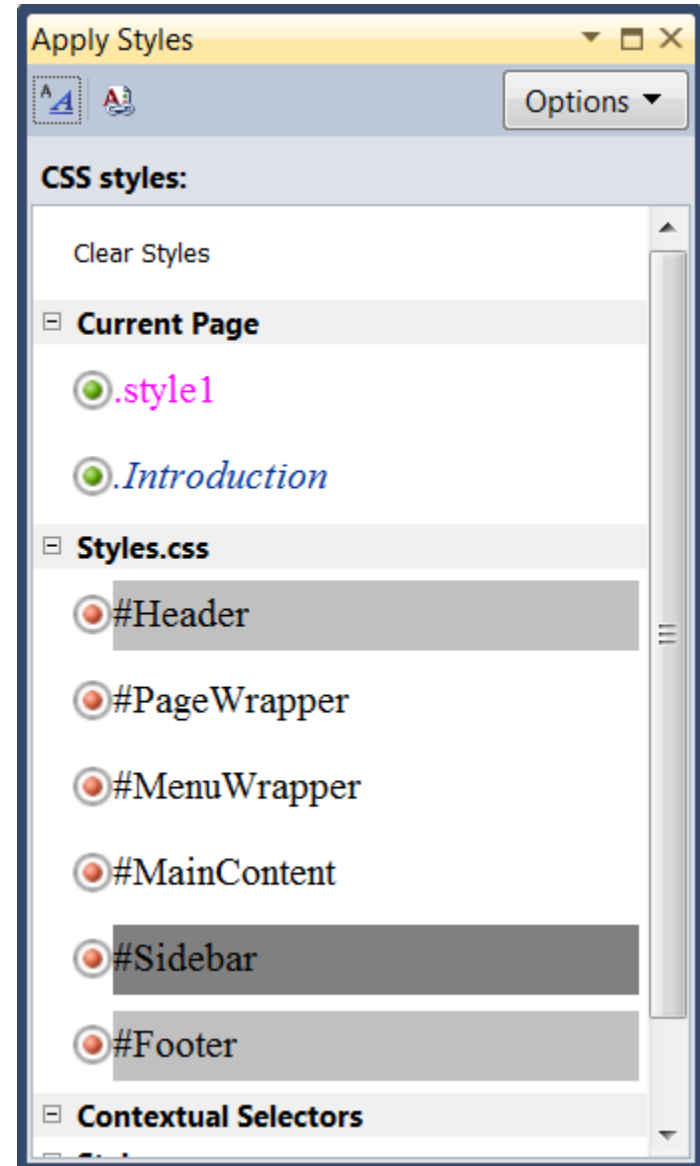 Apply Styles
Options
CSS styles:
Clear Styles
Current Page
.style1
.Introduction
Styles.css
#Header
#PageWrapper
#MenuWrapper
#MainContent
#Sidebar
#Footer
Contextual Selectors